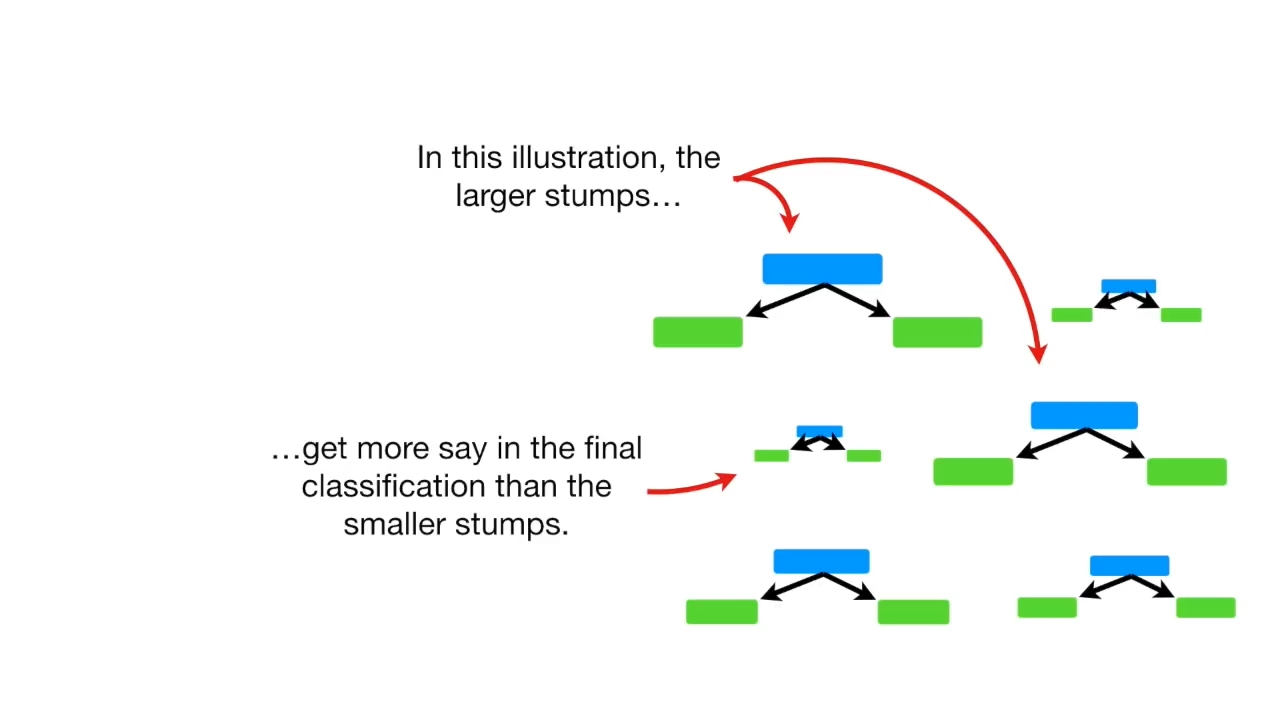 In this illustration, the
larger stumps…
…get more say in the final
classification than the
smaller stumps.